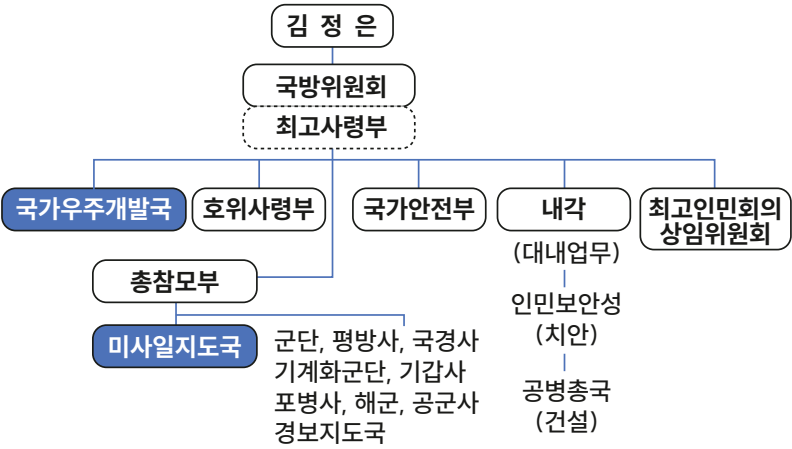 김 정 은
국방위원회
최고사령부
국가우주개발국
호위사령부
국가안전부
내각
최고인민회의
상임위원회
(대내업무)
인민보안성
(치안)
공병총국
(건설)
총참모부
미사일지도국
군단, 평방사, 국경사
기계화군단, 기갑사
포병사, 해군, 공군사
경보지도국